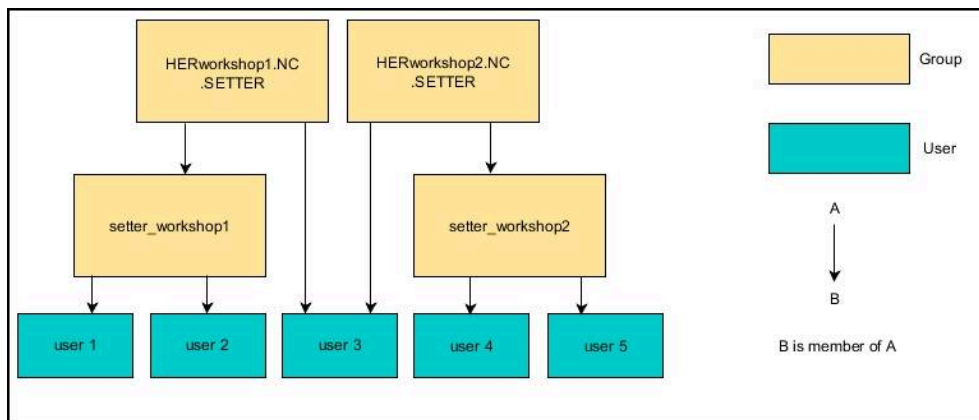 HERworkshop1.NC
.SETTER
HERworkshop2.NC
.SETTER
Group
User
setter_workshop1
setter_workshop2
A
B
user 1
user 2
user 3
user 4
user 5
B is member of A